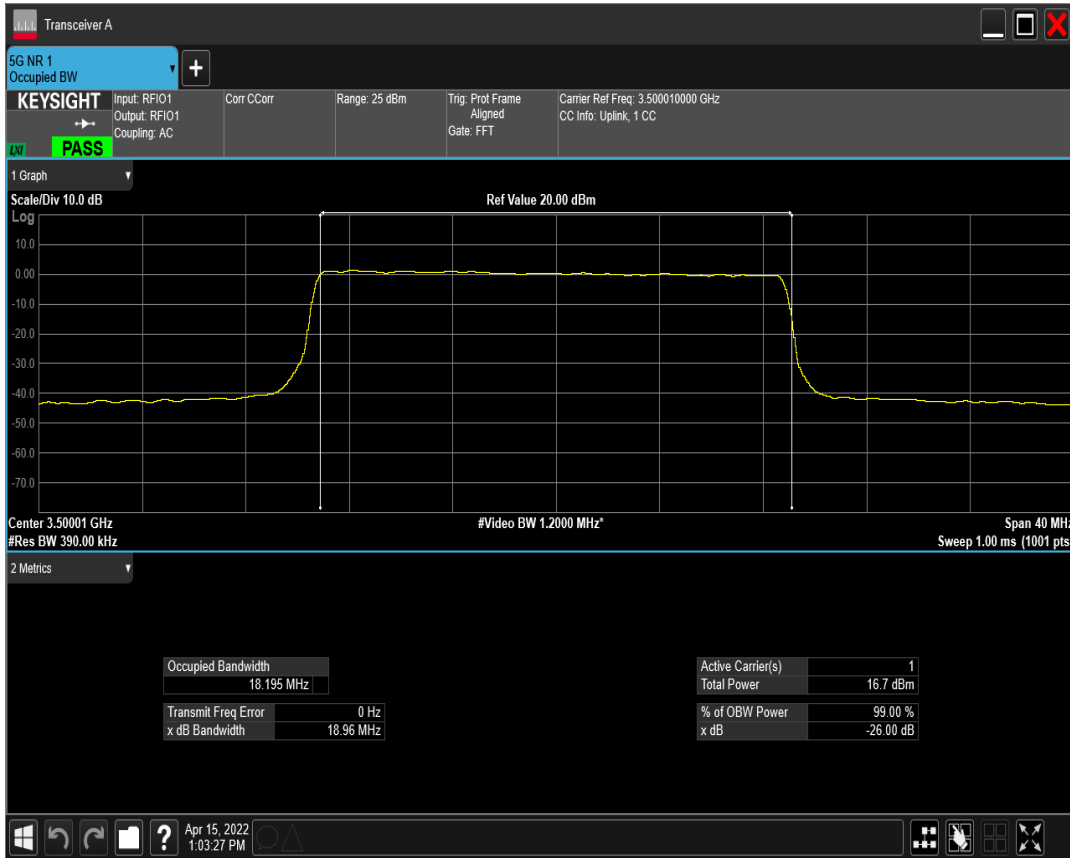 Transceiver A
5G NR 1
Occupied BW
KEYSIGHT
LXI
PASS
Input: RFIO1
Output: RFIO1
Coupling: AC
Corr CCorr
Range: 25 dBm
Trig: Prot Frame
Aligned
Gate: FFT
Carrier Ref Freq: 3.500010000 GHz
CC Info: Uplink, 1 CC
1 Graph
Scale/Div 10.0 dB
Ref Value 20.00 dBm
Log
10.0
0.00
-10.0
-20.0
-30.0
-40.0
-50.0
-60.0
-70.0
Center 3.50001 GHz
#Video BW 1.2000 MHz*
Span 40 MHz
#Res BW 390.00 kHz
Sweep 1.00 ms (1001 pts
2 Metrics
Occupied Bandwidth
18.195 MHz
Transmit Freq Error 0 Hz
x dB Bandwidth 18.96 MHz
Active Carrier(s) 1
Total Power 16.7 dBm
% of OBW Power 99.00 %
x dB -26.00 dB
?
Apr 15, 2022
1:03:27 PM